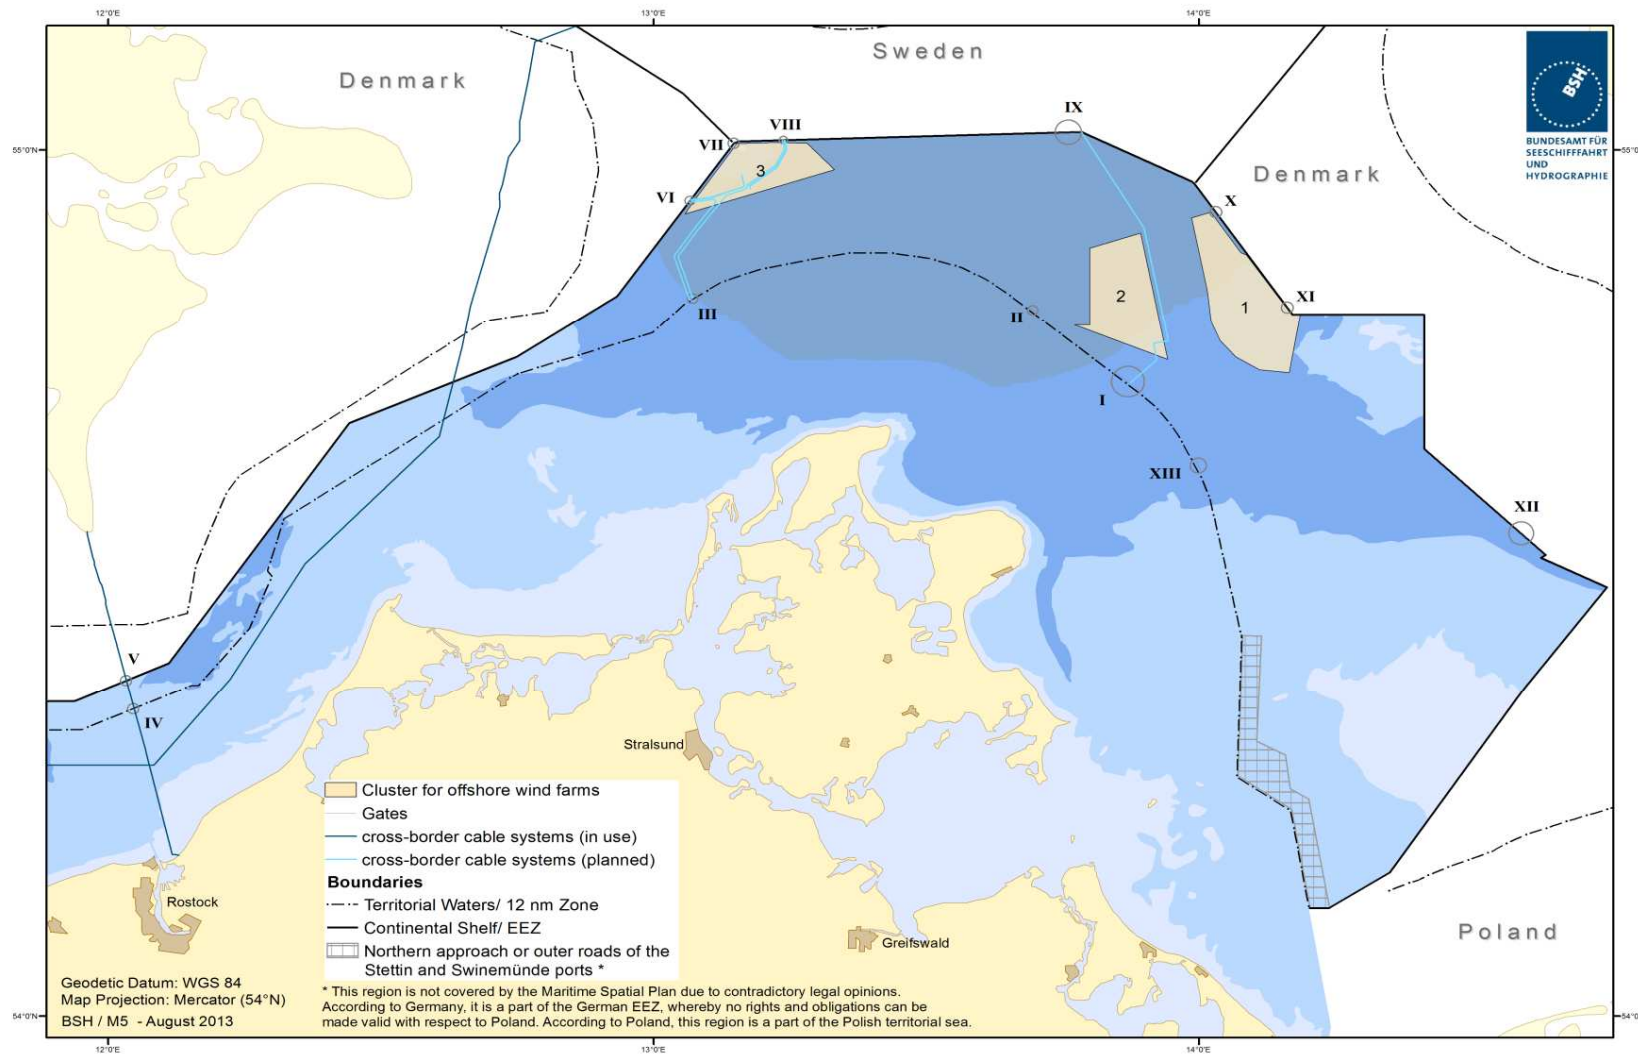 12°0'E
13°0'E
14°0'E
Sweden
Denmark
BSH
IX
VIII
VII
55°0'N
55°0'N
BUNDESAMT FÜR
SEESCHIFFFAHRT
UND
HYDROGRAPHIE
3
Denmark
VI
X
2
1
XI
III
II
I
XIII
XII
V
IV
Stralsund
Cluster for offshore wind farms
Gates
cross-border cable systems (in use)
cross-border cable systems (planned)
Boundaries
Territorial Waters/ 12 nm Zone
Continental Shelf/ EEZ
Northern approach or outer roads of the
Stettin and Swinemünde ports *
Rostock
Greifswald
Poland
Geodetic Datum: WGS 84
Map Projection: Mercator (54°N)
BSH / M5 - August 2013
* This region is not covered by the Maritime Spatial Plan due to contradictory legal opinions.
According to Germany, it is a part of the German EEZ, whereby no rights and obligations can be
made valid with respect to Poland. According to Poland, this region is a part of the Polish territorial sea.
54°0'N
54°0'N
12°0'E
13°0'E
14°0'E